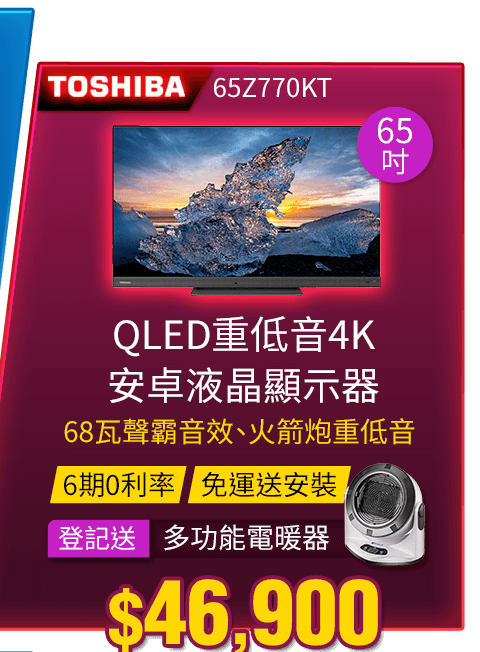 TOSHIBA 65Z770KT
65
吋
QLED重低音4K
安卓液晶顯示器
68瓦聲霸音效、火箭炮重低音
6期0利率 免運送安裝
登記送 多功能電暖器
$46,900